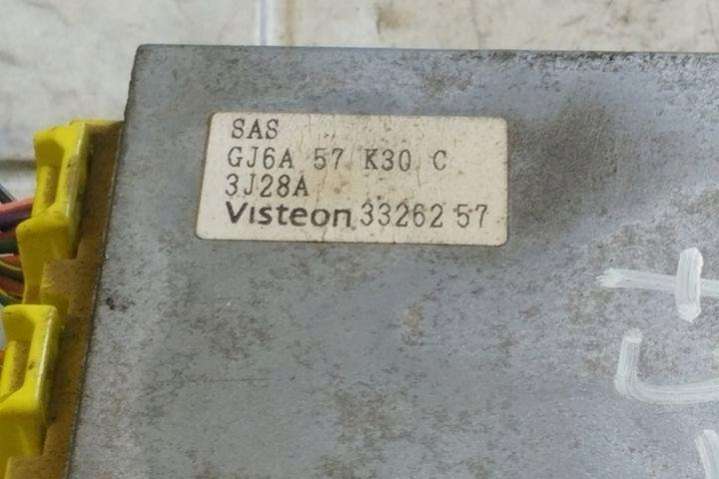 SAS
GJ6A 57 K30 C
3J28A
Visteon 33262 57